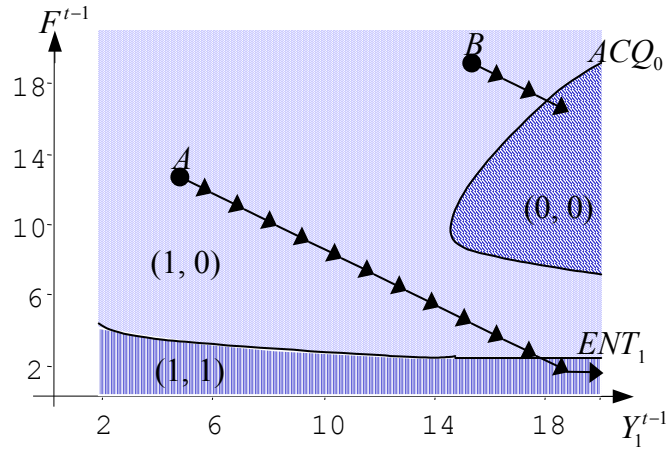 F^{t-1}
B
ACQ_0
18
14
A
(0, 0)
10
(1, 0)
6
ENT_1
2
(1, 1)
2 6 10 14 18
Y_1^{t-1}